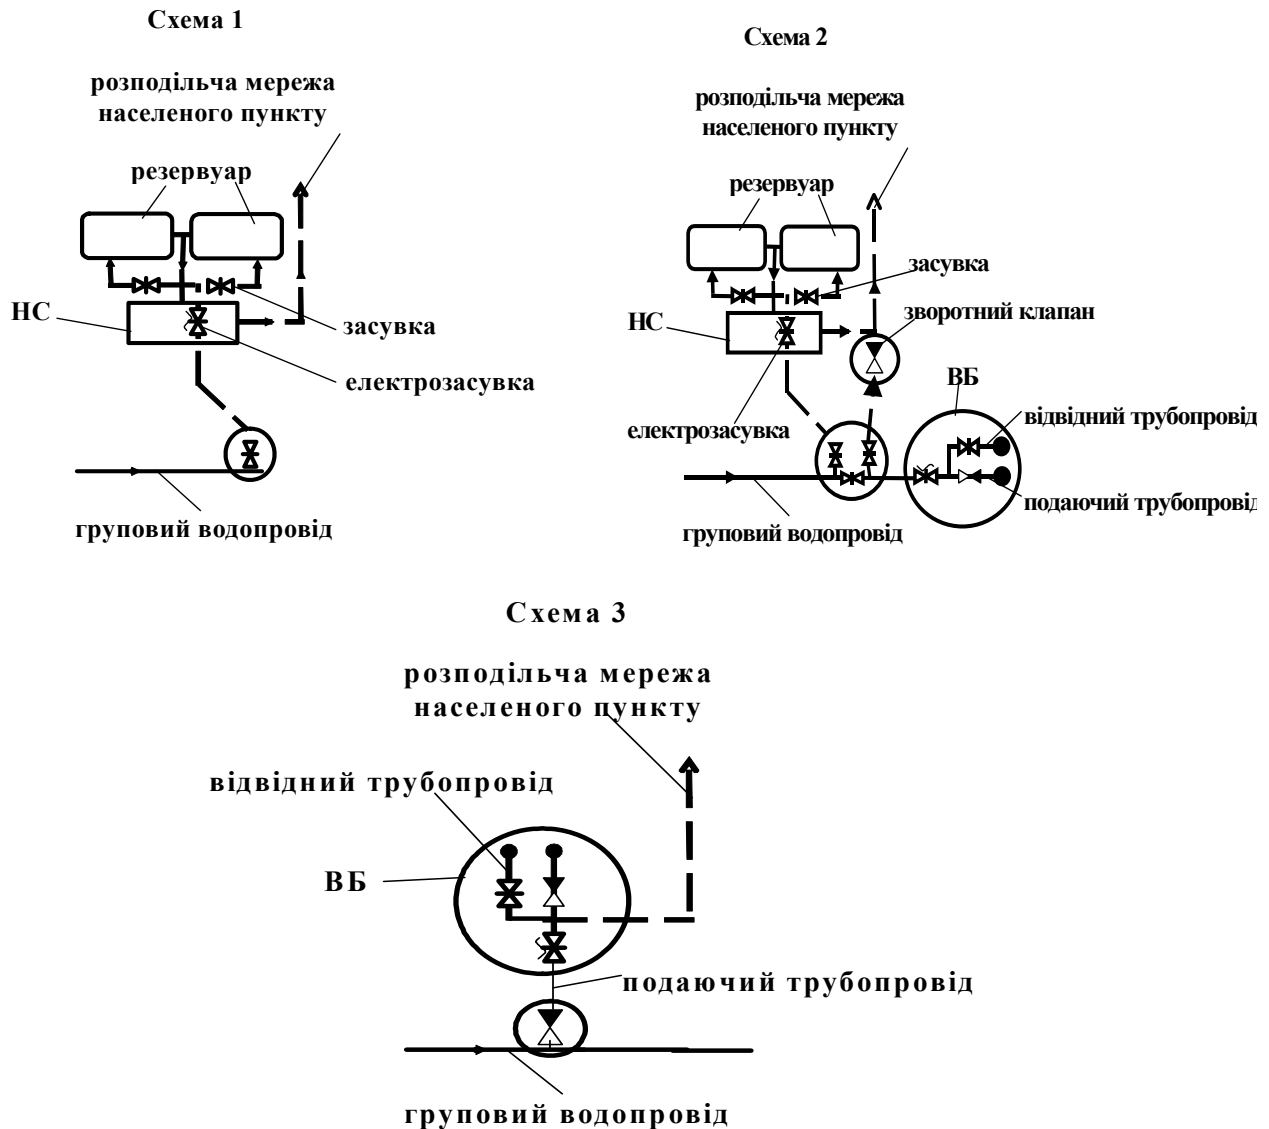 Схема 1
розподільча мережа
населеного пункту
резервуар
НС
засувка
електрозасувка
груповий водопровід
Схема 2
розподільча мережа
населеного пункту
резервуар
засувка
НС
зворотний клапан
ВБ
відвідний трубопровід
електрозасувка
подаючий трубопровід
груповий водопровід
Схема 3
розподільча мережа
населеного пункту
відвідний трубопровід
ВБ
подаючий трубопровід
груповий водопровід